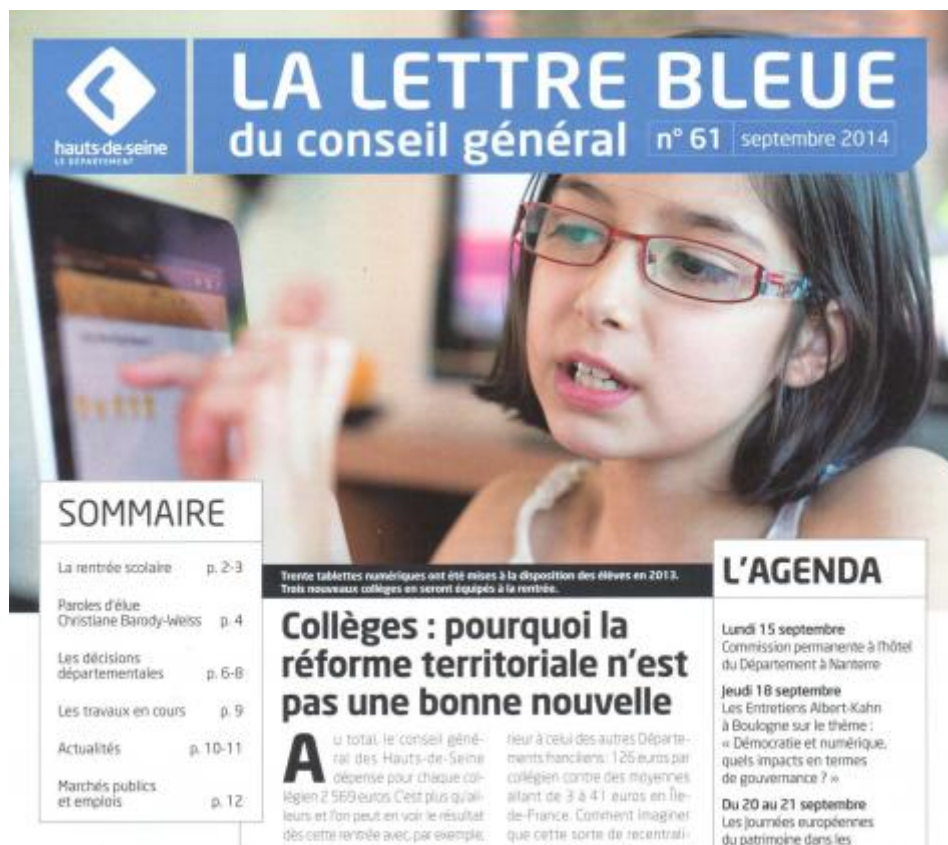 hauts-de-seine
LE DÉPARTEMENT
LA LETTRE BLEUE
du conseil général n° 61 septembre 2014
SOMMAIRE
La rentrée scolaire p. 2-3
Paroles d'élue
Christiane Barody-Weiss p. 4
Les décisions
départementales p. 6-8
Les travaux en cours p. 9
Actualités p. 10-11
Marchés publics
et emplois p. 12
Trente tablettes numériques ont été mises à la disposition des élèves en 2013.
Trois nouveaux collèges en seront équipés à la rentrée.
Collèges : pourquoi la
réforme territoriale n'est
pas une bonne nouvelle
Au total, le conseil géné-
ral des Hauts-de-Seine
dépense pour chaque col-
légien 2 569 euros. C'est plus qu'ail-
leurs et l'on peut en voir le résultat
dès cette rentrée avec, par exemple,
rieur à celui des autres Départe-
ments franciliens : 126 euros par
collégien contre des moyennes
allant de 3 à 41 euros en Île-
de-France. Comment imaginer
que cette sorte de recentrali-
L'AGENDA
Lundi 15 septembre
Commission permanente à l'hôtel
du Département à Nanterre
Jeudi 18 septembre
Les Entretiens Albert-Kahn
à Boulogne sur le thème :
« Démocratie et numérique,
quels impacts en termes
de gouvernance ? »
Du 20 au 21 septembre
Les Journées européennes
du patrimoine dans les